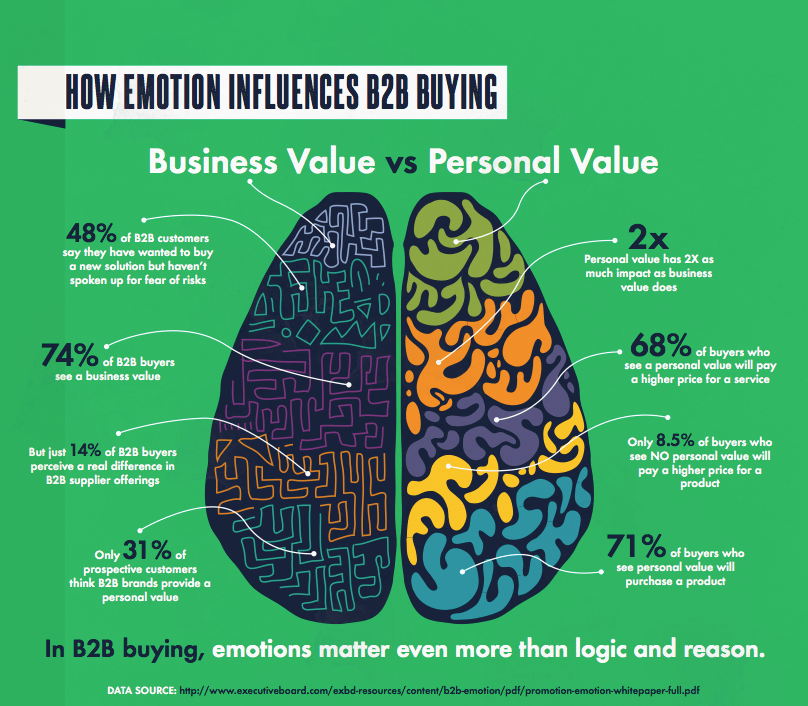 HOW EMOTION INFLUENCES B2B BUYING
Business Value vs Personal Value
48% of B2B customers
say they have wanted to buy
a new solution but haven't
spoken up for fear of risks
74% of B2B buyers
see a business value
But just 14% of B2B buyers
perceive a real difference in
B2B supplier offerings
Only 31% of
prospective customers
think B2B brands provide a
personal value
2x
Personal value has 2X as
much impact as business
value does
68% of buyers who
see a personal value will pay
a higher price for a service
Only 8.5% of buyers who
see NO personal value will
pay a higher price for a
product
71% of buyers who
see personal value will
purchase a product
In B2B buying, emotions matter even more than logic and reason.
DATA SOURCE: http://www.executiveboard.com/exbd-resources/content/b2b-emotion/pdf/promotion-emotion-whitepaper-full.pdf